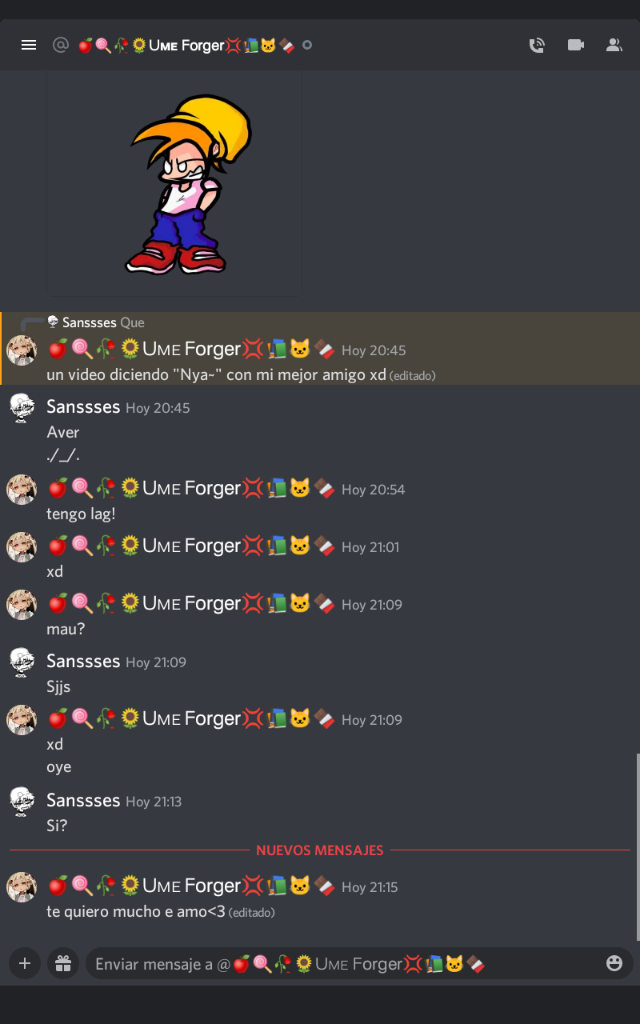 @ 🍎🍭🥀🌻Uᴍᴇ Forger💢📚🐱🍫
Sanssses Que
🍎🍭🥀🌻Uᴍᴇ Forger💢📚🐱🍫 Hoy 20:45
un video diciendo "Nya~" con mi mejor amigo xd (editado)
Sanssses Hoy 20:45
Aver
./_/.
🍎🍭🥀🌻Uᴍᴇ Forger💢📚🐱🍫 Hoy 20:54
tengo lag!
🍎🍭🥀🌻Uᴍᴇ Forger💢📚🐱🍫 Hoy 21:01
xd
🍎🍭🥀🌻Uᴍᴇ Forger💢📚🐱🍫 Hoy 21:09
mau?
Sanssses Hoy 21:09
Sjjs
🍎🍭🥀🌻Uᴍᴇ Forger💢📚🐱🍫 Hoy 21:09
xd
oye
Sanssses Hoy 21:13
Si?
NUEVOS MENSAJES
🍎🍭🥀🌻Uᴍᴇ Forger💢📚🐱🍫 Hoy 21:15
te quiero mucho e amo<3 (editado)
Enviar mensaje a @🍎🍭🥀🌻Uᴍᴇ Forger💢📚🐱🍫